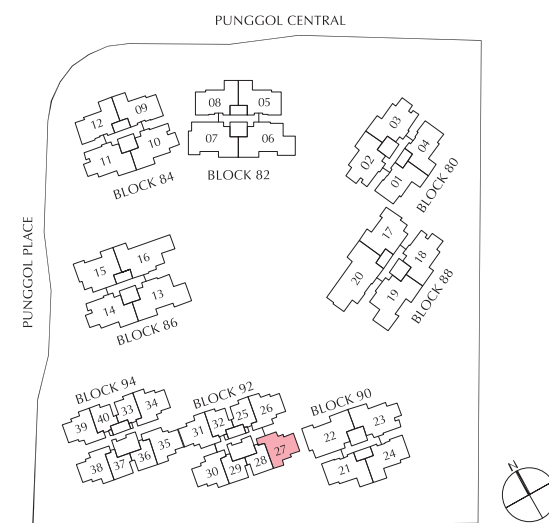 PUNGGOL CENTRAL
PUNGGOL PLACE
12 09
11 10
BLOCK 84
08 05
07 06
BLOCK 82
03
02 04
01
BLOCK 80
15 16
14 13
BLOCK 86
17
20 18
19
BLOCK 88
BLOCK 94
39 40 33 34
38 37 36 35
BLOCK 92
31 32 25 26
30 29 28 27
BLOCK 90
22 23
21 24
N